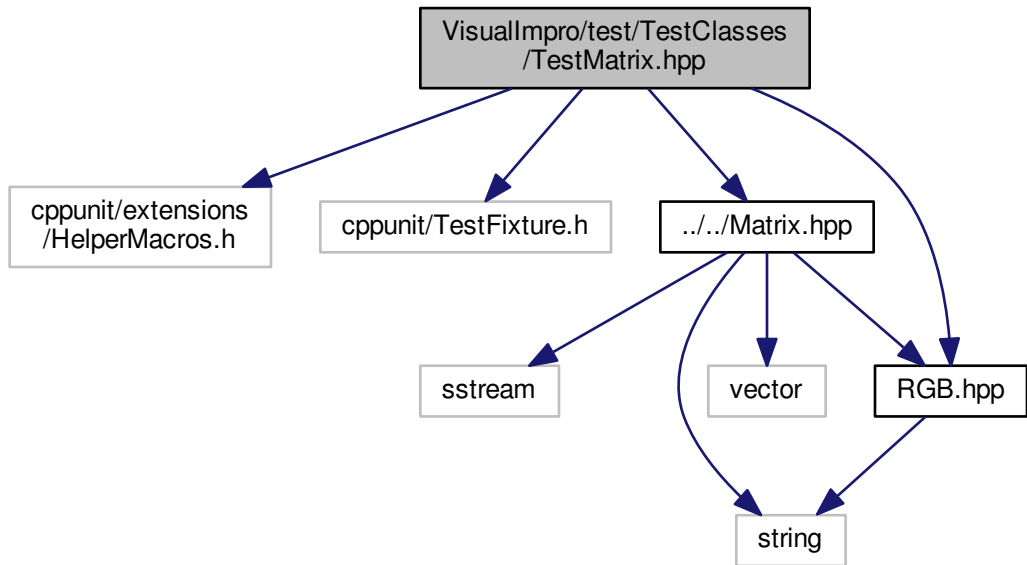 VisualImpro/test/TestClasses
/TestMatrix.hpp
cppunit/extensions
/HelperMacros.h
cppunit/TestFixture.h
../../Matrix.hpp
sstream
vector
RGB.hpp
string